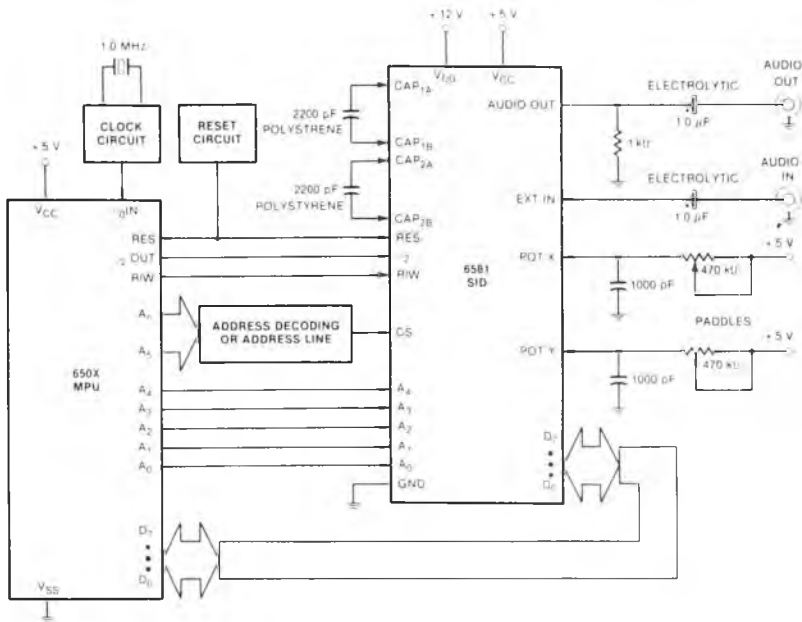 +12 V
+5 V
1.0 MHz
CLOCK
CIRCUIT
RESET
CIRCUIT
+5 V
VCC
0IN
RES
2 OUT
R/W
A5
650X
MPU
A4
A3
A2
A1
A0
D7
D0
VSS
2200 pF
POLYSTRENE
2200 pF
POLYSTYRENE
ADDRESS DECODING
OR ADDRESS LINE
VDD
VCC
CAP1A
CAP1B
CAP2A
CAP2B
RES
2
R/W
CS
A4
A3
A2
A1
A0
GND
6581
SID
AUDIO OUT
EXT IN
POT X
POT Y
D7
D0
ELECTROLYTIC
1.0 µF
AUDIO
OUT
1 kΩ
ELECTROLYTIC
1.0 µF
AUDIO
IN
+5 V
470 kΩ
1000 pF
PADDLES
+5 V
470 kΩ
1000 pF